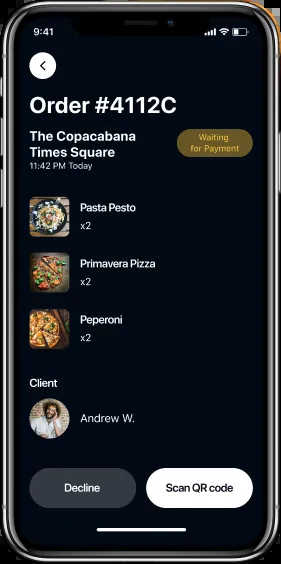 9:41
Order #4112C
The Copacabana
Times Square
11:42 PM Today
Waiting
for Payment
Pasta Pesto
x2
Primavera Pizza
x2
Peperoni
x2
Client
Andrew W.
Decline
Scan QR code